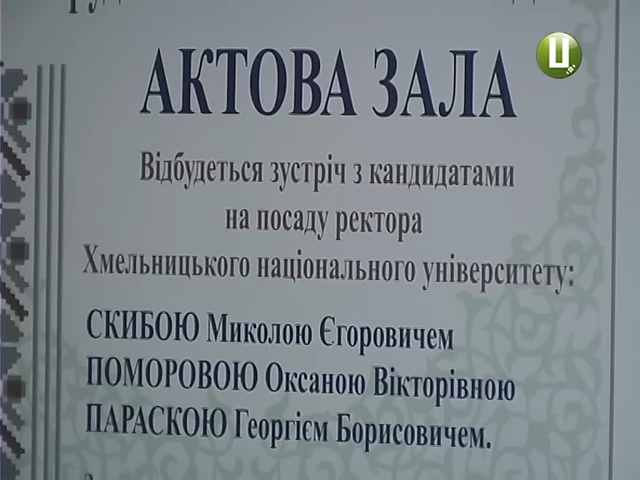 АКТОВА ЗАЛА
Відбудеться зустріч з кандидатами
на посаду ректора
Хмельницького національного університету:
СКИБОЮ Миколою Єгоровичем
ПОМОРОВОЮ Оксаною Вікторівною
ПАРАСКОЮ Георгієм Борисовичем.
Ц